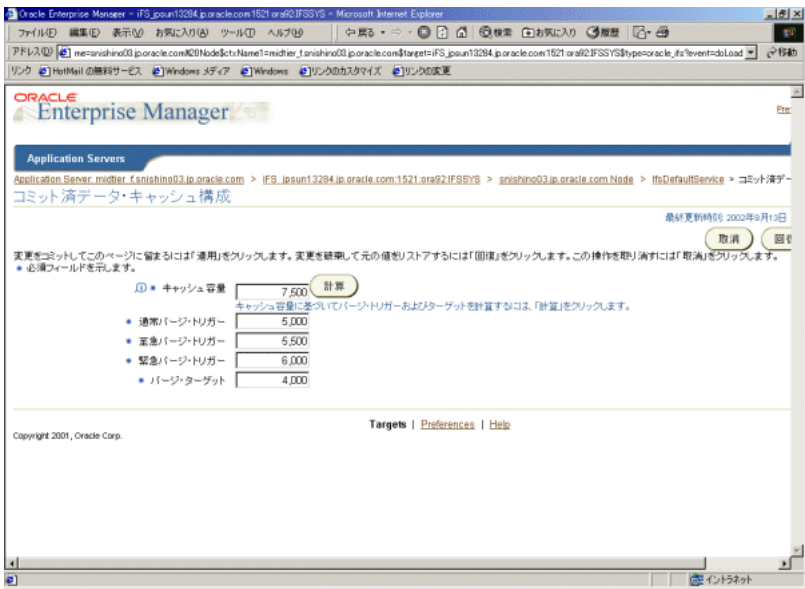 Oracle Enterprise Manager - iFS_jpsun13284.jp.oracle.com:1521:ora92:IFSSYS - Microsoft Internet Explorer
ファイル(F) 編集(E) 表示(V) お気に入り(A) ツール(T) ヘルプ(H) 戻る 検索 お気に入り 履歴
アドレス(D) me=snishino03.jp.oracle.com%20Node$ctxName1=midtier_f.snishino03.jp.oracle.com$target=iFS_jpsun13284.jp.oracle.com:1521:ora92:IFSSYS$type=oracle_ifs?event=doLoad 移動
リンク HotMail の無料サービス Windows メディア Windows リンクのカスタマイズ リンクの変更
ORACLE
Enterprise Manager
Pre
Application Servers
Application Server: midtier_f.snishino03.jp.oracle.com > iFS_jpsun13284.jp.oracle.com:1521:ora92:IFSSYS > snishino03.jp.oracle.com Node > IfsDefaultService > コミット済デー
コミット済データ・キャッシュ構成
最終更新時刻: 2002年9月13日
取消 回復
変更をコミットしてこのページに留まるには「適用」をクリックします。変更を破棄して元の値をリストアするには「回復」をクリックします。この操作を取り消すには「取消」をクリックします。
* 必須フィールドを示します。
* キャッシュ容量 7,500 計算
キャッシュ容量に基づいてパージ・トリガーおよびターゲットを計算するには、「計算」をクリックします。
* 通常パージ・トリガー 5,000
* 至急パージ・トリガー 5,500
* 緊急パージ・トリガー 6,000
* パージ・ターゲット 4,000
Targets | Preferences | Help
Copyright 2001, Oracle Corp.
イントラネット